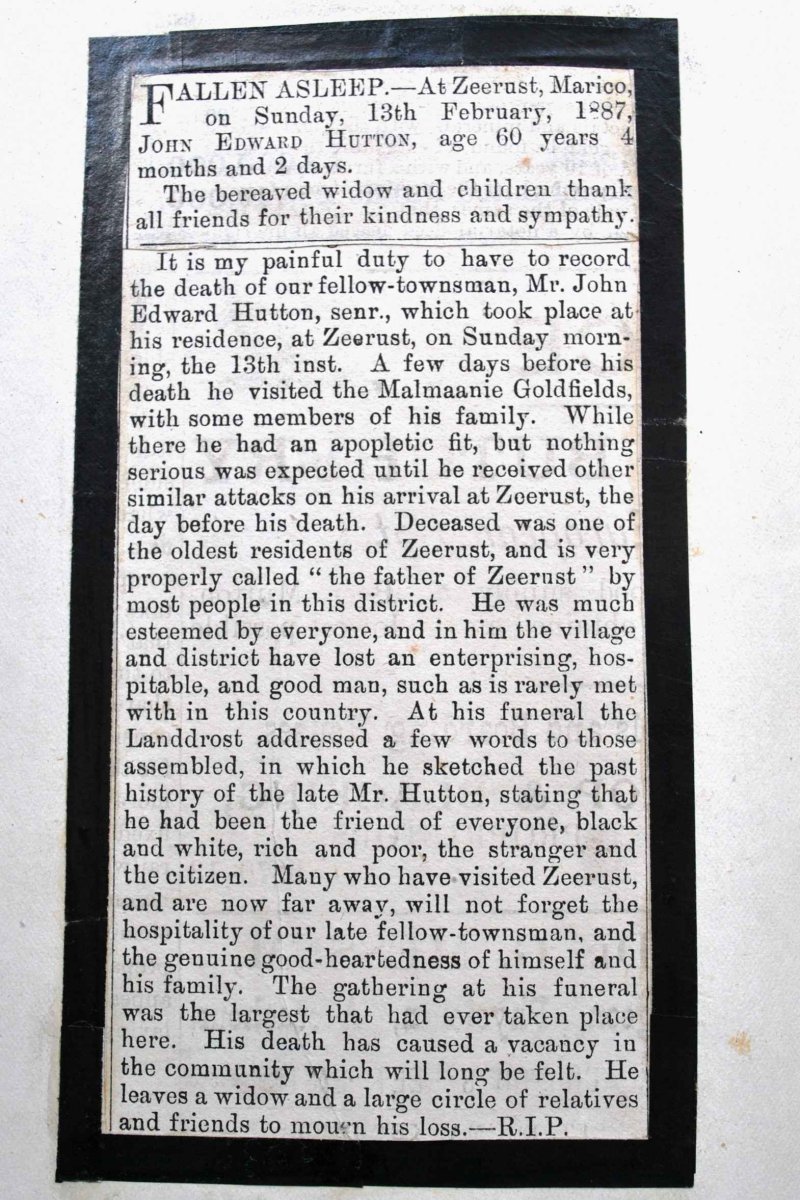 FALLEN ASLEEP.—At Zeerust, Marico,
on Sunday, 13th February, 1887,
JOHN EDWARD HUTTON, age 60 years 4
months and 2 days.
The bereaved widow and children thank
all friends for their kindness and sympathy.
It is my painful duty to have to record
the death of our fellow-townsman, Mr. John
Edward Hutton, senr., which took place at
his residence, at Zeerust, on Sunday morn-
ing, the 13th inst. A few days before his
death he visited the Malmaanie Goldfields,
with some members of his family. While
there he had an apopletic fit, but nothing
serious was expected until he received other
similar attacks on his arrival at Zeerust, the
day before his death. Deceased was one of
the oldest residents of Zeerust, and is very
properly called "the father of Zeerust" by
most people in this district. He was much
esteemed by everyone, and in him the village
and district have lost an enterprising, hos-
pitable, and good man, such as is rarely met
with in this country. At his funeral the
Landdrost addressed a few words to those
assembled, in which he sketched the past
history of the late Mr. Hutton, stating that
he had been the friend of everyone, black
and white, rich and poor, the stranger and
the citizen. Many who have visited Zeerust,
and are now far away, will not forget the
hospitality of our late fellow-townsman, and
the genuine good-heartedness of himself and
his family. The gathering at his funeral
was the largest that had ever taken place
here. His death has caused a vacancy in
the community which will long be felt. He
leaves a widow and a large circle of relatives
and friends to mourn his loss.—R.I.P.